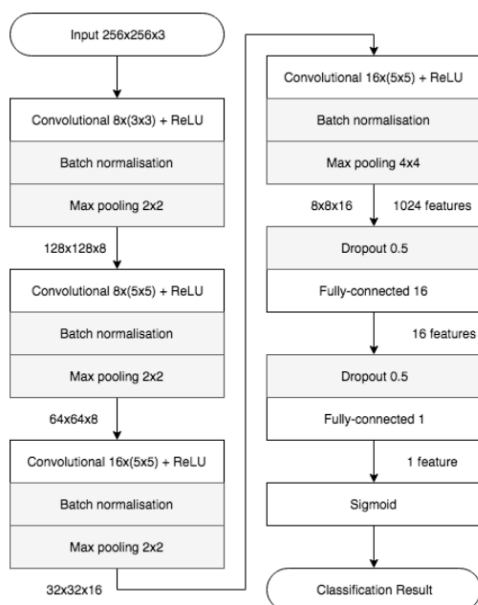 Input 256x256x3
Convolutional 8x(3x3) + ReLU
Batch normalisation
Max pooling 2x2
128x128x8
Convolutional 8x(5x5) + ReLU
Batch normalisation
Max pooling 2x2
64x64x8
Convolutional 16x(5x5) + ReLU
Batch normalisation
Max pooling 2x2
32x32x16
Convolutional 16x(5x5) + ReLU
Batch normalisation
Max pooling 4x4
8x8x16 1024 features
Dropout 0.5
Fully-connected 16
16 features
Dropout 0.5
Fully-connected 1
1 feature
Sigmoid
Classification Result